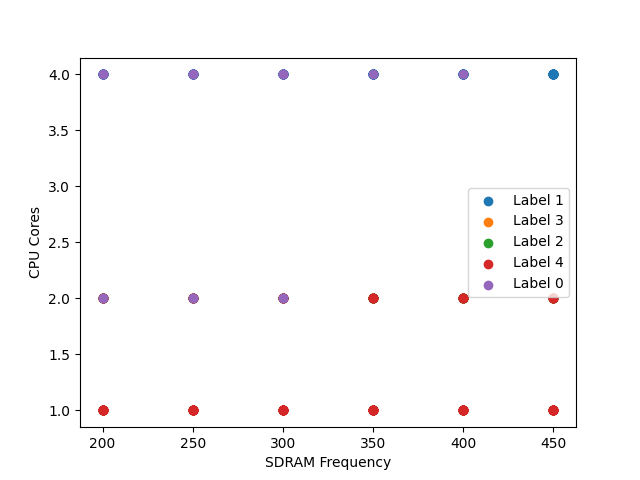 4.0
3.5
3.0
2.5
2.0
1.5
1.0
CPU Cores
Label 1
Label 3
Label 2
Label 4
Label 0
200 250 300 350 400 450
SDRAM Frequency